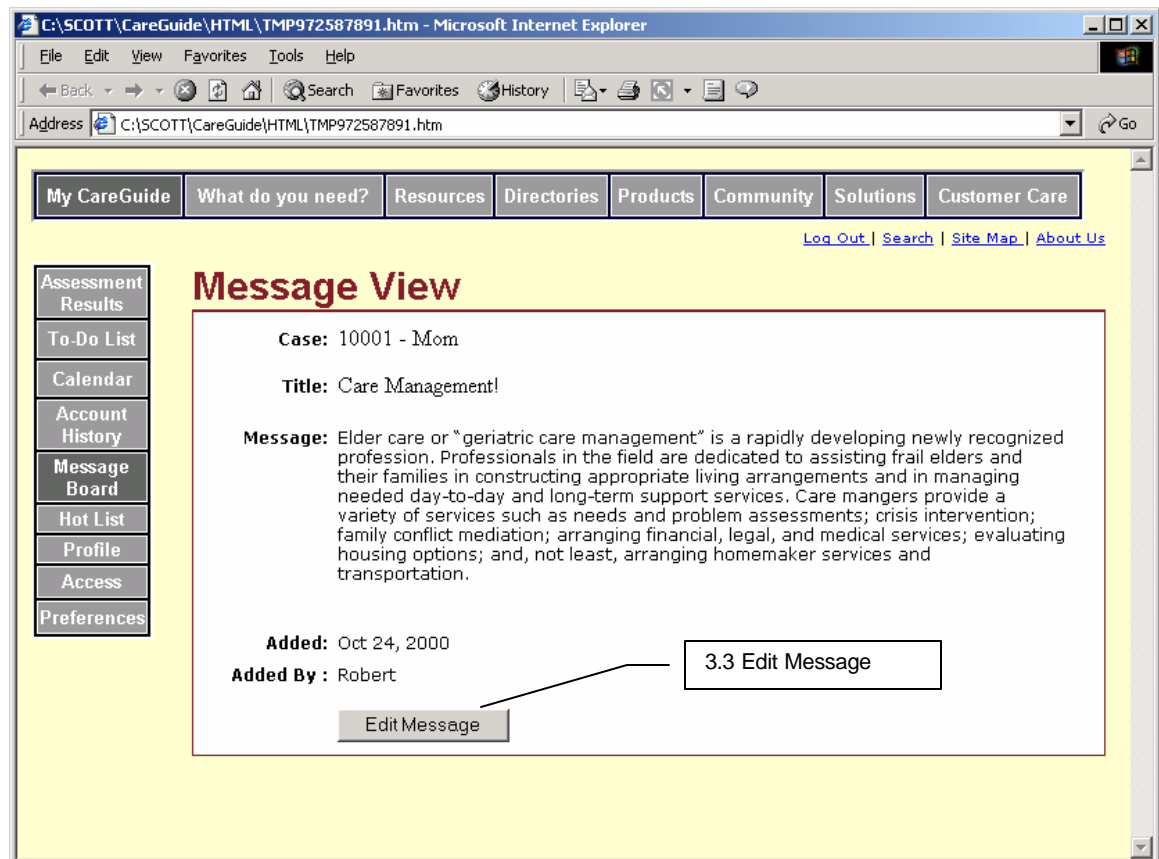 C:\SCOTT\CareGuide\HTML\TMP972587891.htm - Microsoft Internet Explorer
File Edit View Favorites Tools Help
Back Search Favorites History
Address C:\SCOTT\CareGuide\HTML\TMP972587891.htm Go
My CareGuide What do you need? Resources Directories Products Community Solutions Customer Care
Log Out | Search | Site Map | About Us
Assessment
Results
To-Do List
Calendar
Account
History
Message
Board
Hot List
Profile
Access
Preferences
Message View
Case: 10001 - Mom
Title: Care Management!
Message: Elder care or “geriatric care management” is a rapidly developing newly recognized
profession. Professionals in the field are dedicated to assisting frail elders and
their families in constructing appropriate living arrangements and in managing
needed day-to-day and long-term support services. Care mangers provide a
variety of services such as needs and problem assessments; crisis intervention;
family conflict mediation; arranging financial, legal, and medical services; evaluating
housing options; and, not least, arranging homemaker services and
transportation.
Added: Oct 24, 2000
Added By : Robert
3.3 Edit Message
Edit Message